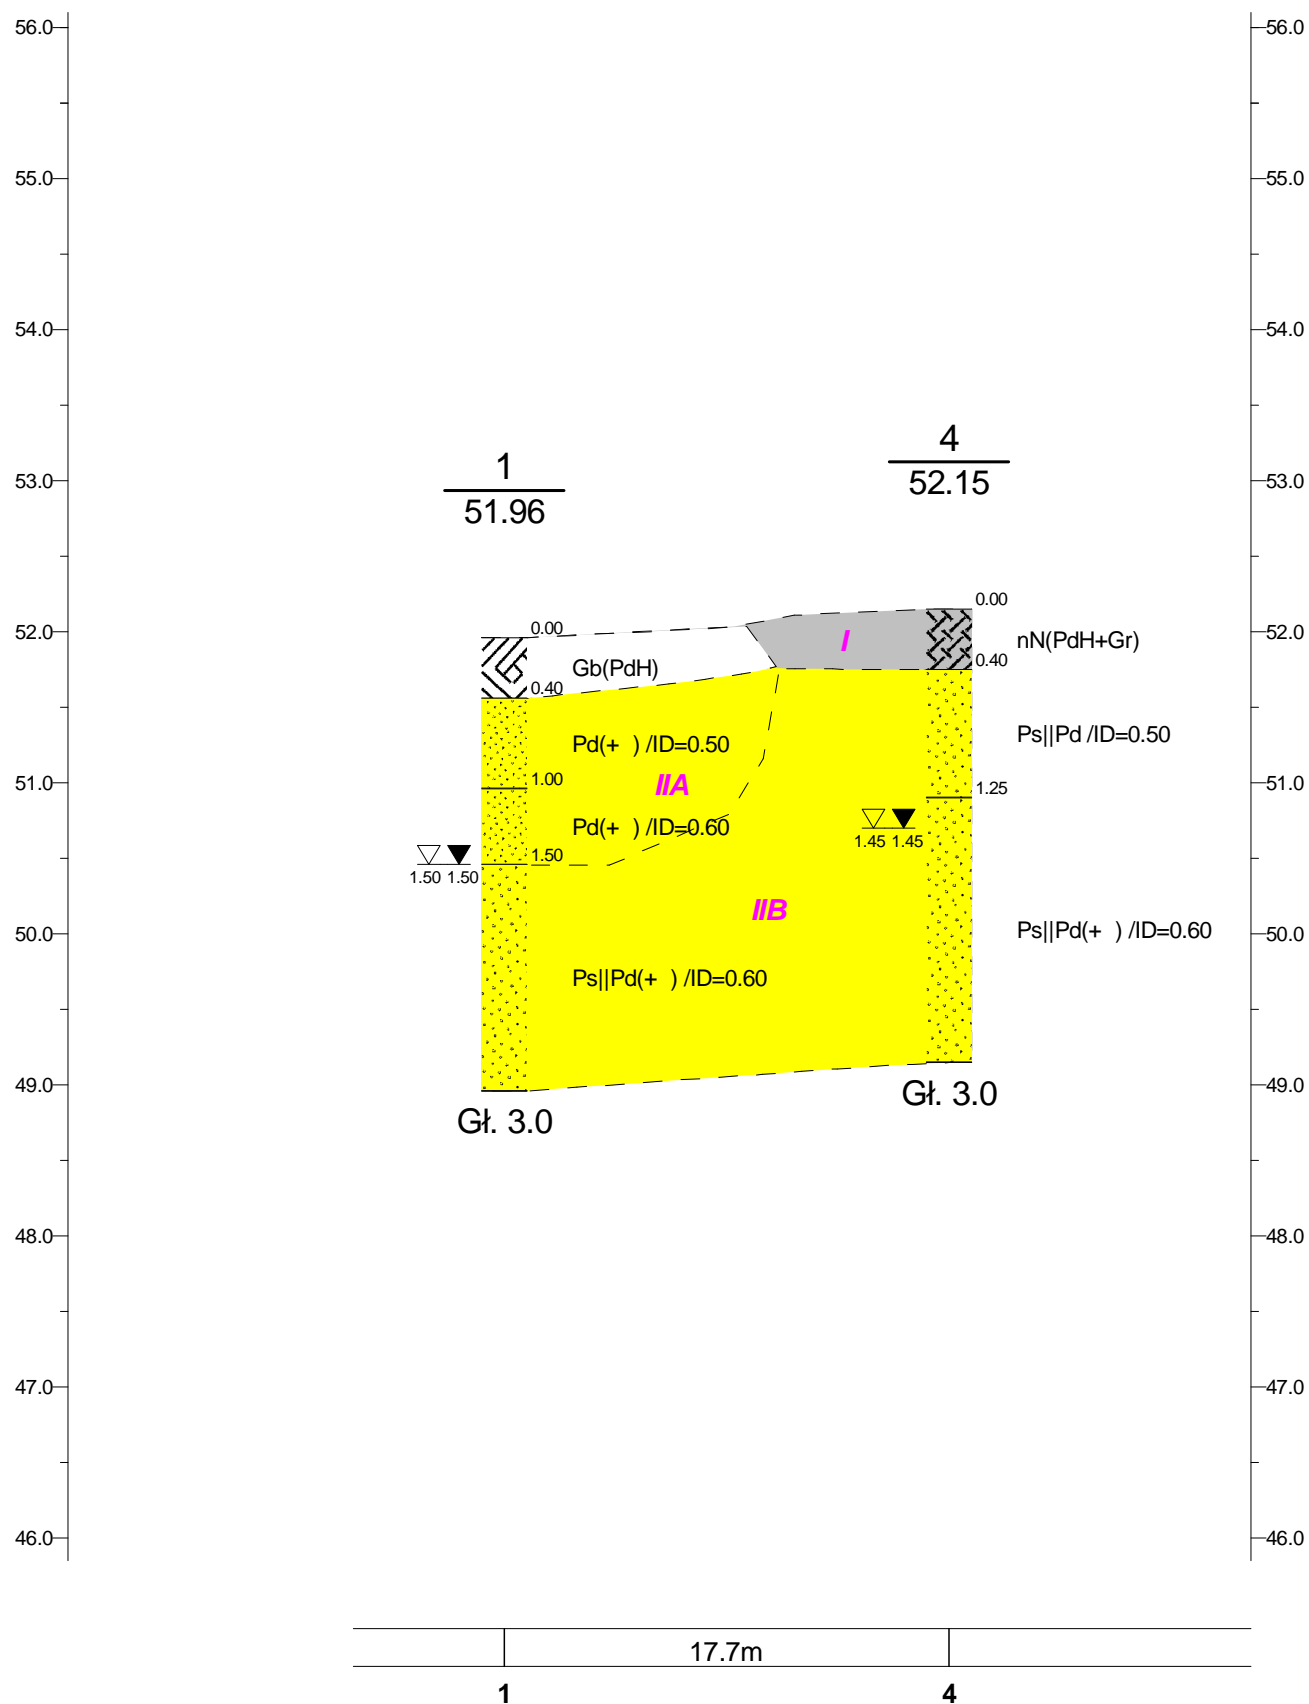 56.0 56.0
55.0 55.0
54.0 54.0
4
1
53.0 53.0
52.15
51.96
0.00
0.00
52.0 52.0
I
nN(PdH+Gr)
Gb(PdH)
0.40
0.40
Ps||Pd /ID=0.50
Pd(+ ) /ID=0.50
1.00
51.0 51.0
IIA
1.25
Pd(+ ) /ID=0.60
1.45 1.45
1.50
1.50 1.50
IIB
50.0 50.0
Ps||Pd(+ ) /ID=0.60
Ps||Pd(+ ) /ID=0.60
49.0 49.0
Gł. 3.0
Gł. 3.0
48.0 48.0
47.0 47.0
46.0 46.0
17.7m
1 4